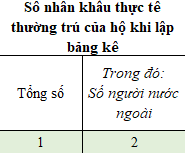 Số nhân khẩu thực tế
thường trú của hộ khi lập
bảng kê
Tổng số
Trong đó:
Số người nước
ngoài
1
2